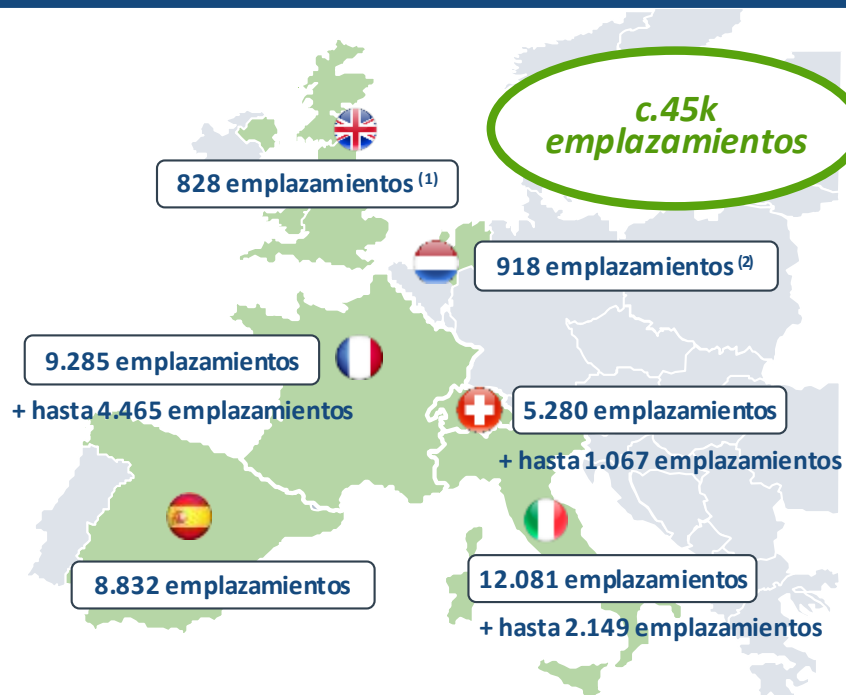 c.45k
emplazamientos
828 emplazamientos (1)
918 emplazamientos (2)
9.285 emplazamientos
+ hasta 4.465 emplazamientos
5.280 emplazamientos
+ hasta 1.067 emplazamientos
8.832 emplazamientos
12.081 emplazamientos
+ hasta 2.149 emplazamientos